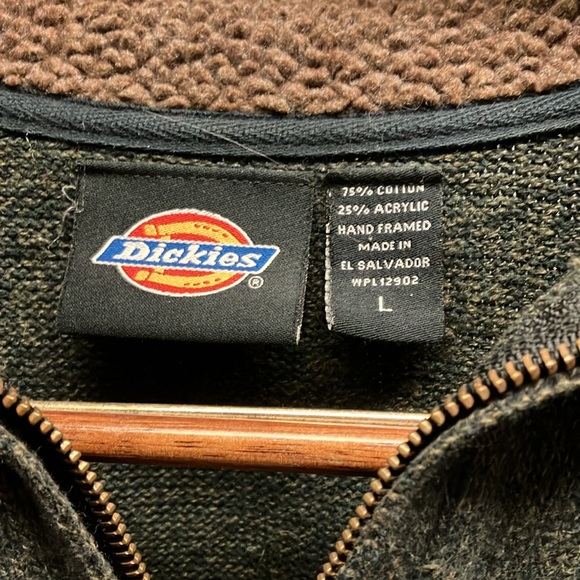 Dickies
®
75% COTTON
25% ACRYLIC
HAND FRAMED
MADE IN
EL SALVADOR
WPL12902
L